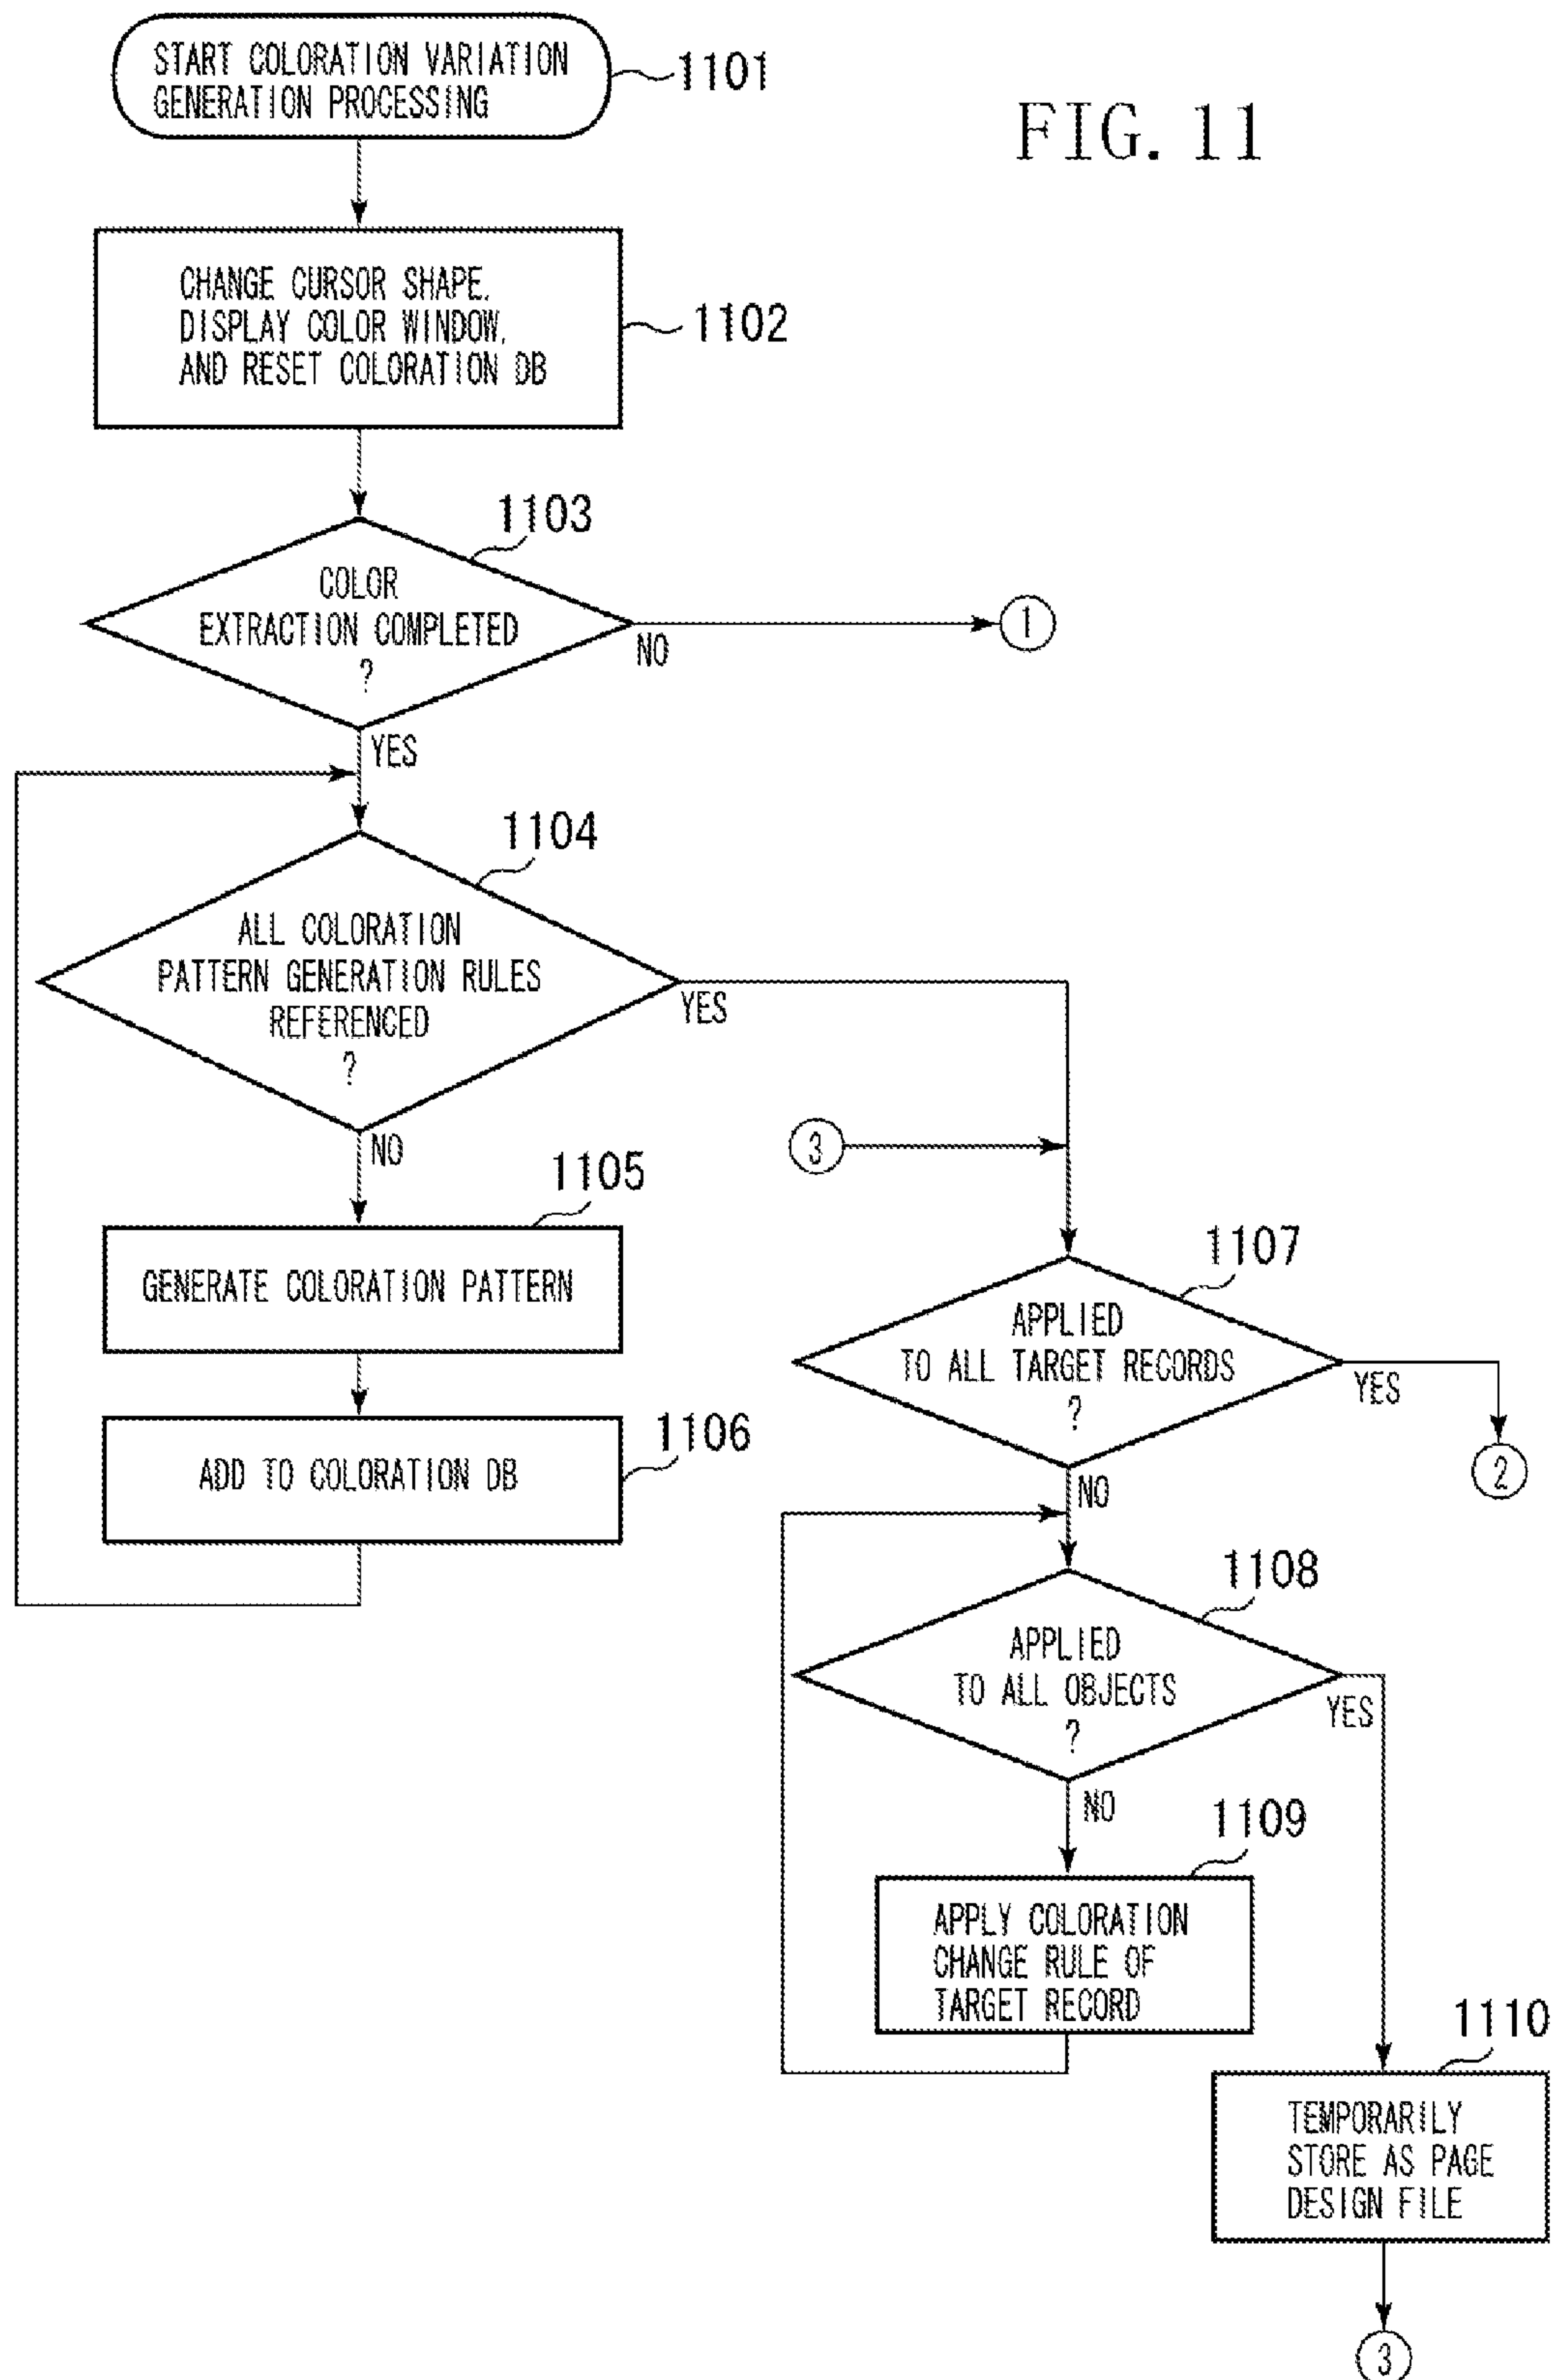 START COLORATION VARIATION
GENERATION PROCESSING
1101
FIG. 11
CHANGE CURSOR SHAPE,
DISPLAY COLOR WINDOW,
AND RESET COLORATION DB
1102
1103
COLOR
EXTRACTION COMPLETED
?
NO
1
YES
1104
ALL COLORATION
PATTERN GENERATION RULES
REFERENCED
?
YES
NO
3
1105
GENERATE COLORATION PATTERN
1106
ADD TO COLORATION DB
1107
APPLIED
TO ALL TARGET RECORDS
?
YES
2
NO
1108
APPLIED
TO ALL OBJECTS
?
YES
NO
1109
APPLY COLORATION
CHANGE RULE OF
TARGET RECORD
1110
TEMPORARILY
STORE AS PAGE
DESIGN FILE
3